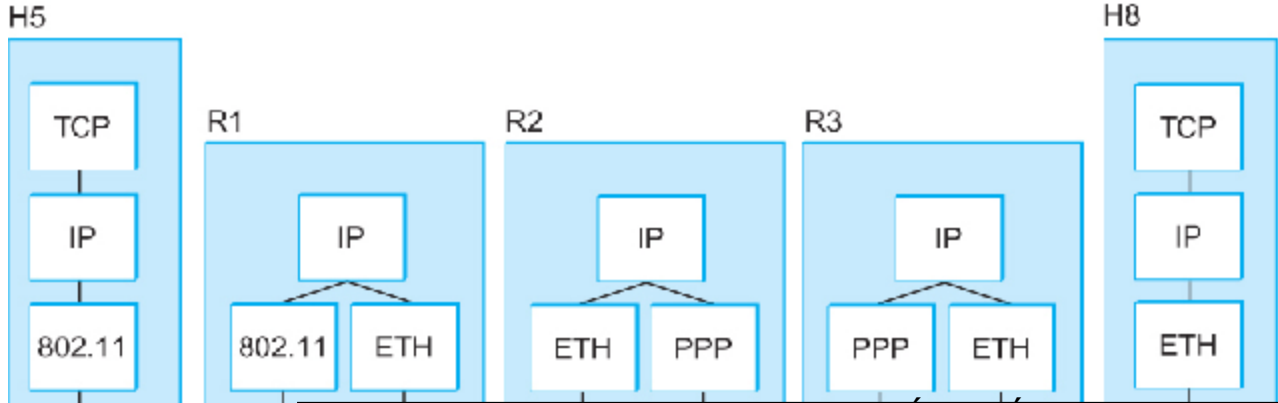 H5
H8
R1
R2
R3
TCP
TCP
IP
IP
IP
IP
IP
802.11
802.11
ETH
ETH
PPP
PPP
ETH
ETH